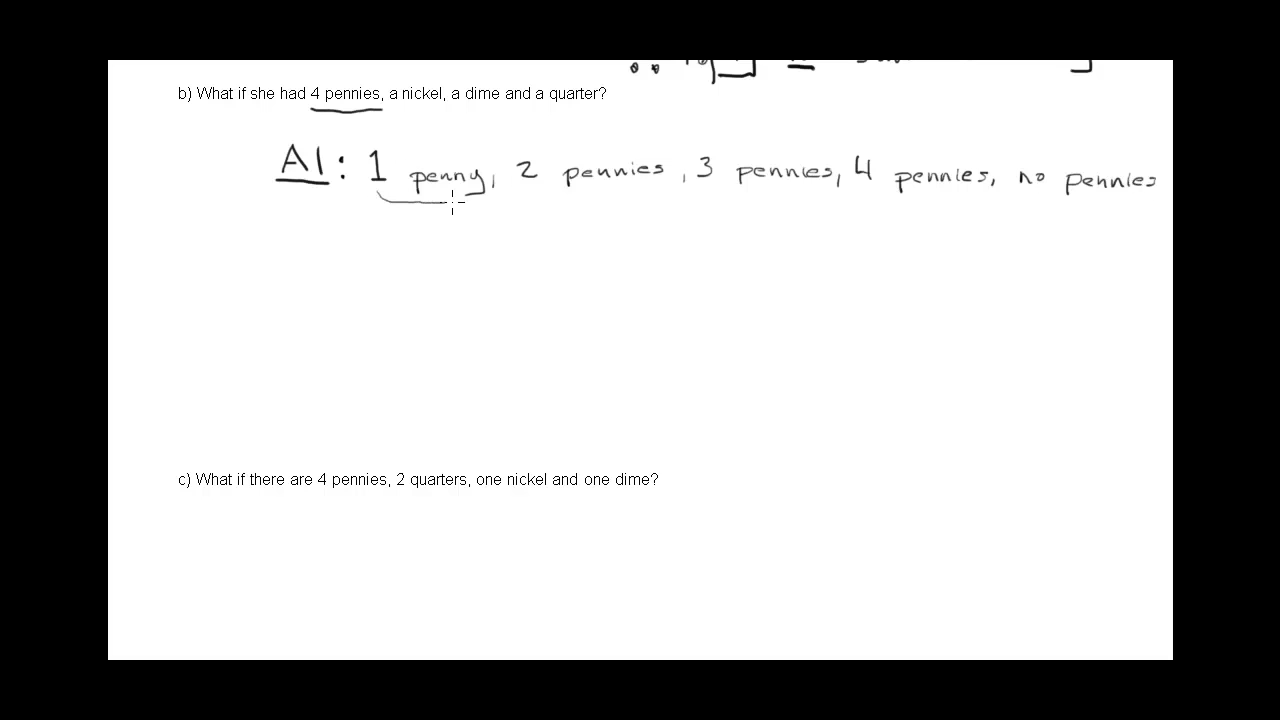 b) What if she had 4 pennies, a nickel, a dime and a quarter?
A1: 1 penny, 2 pennies, 3 pennies, 4 pennies, no pennies
c) What if there are 4 pennies, 2 quarters, one nickel and one dime?